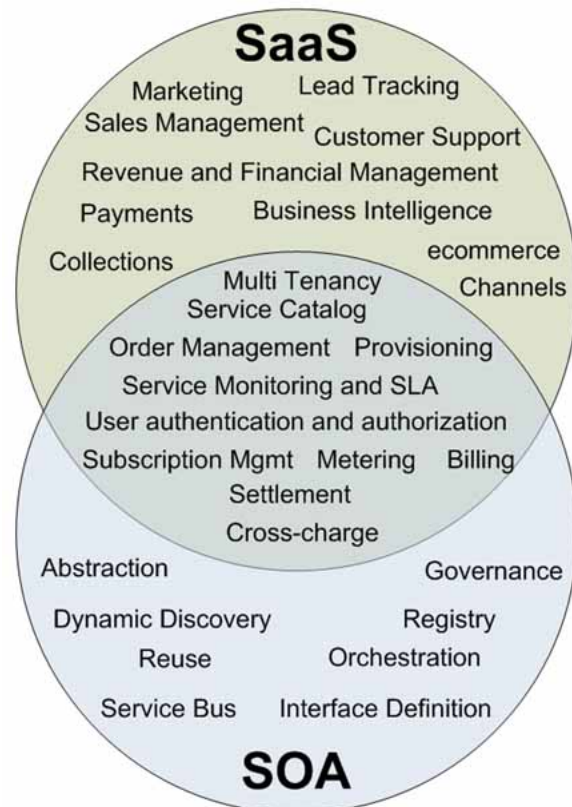 SaaS
Marketing Lead Tracking
Sales Management Customer Support
Revenue and Financial Management
Payments Business Intelligence
Collections ecommerce
Multi Tenancy Channels
Service Catalog
Order Management Provisioning
Service Monitoring and SLA
User authentication and authorization
Subscription Mgmt Metering Billing
Settlement
Cross-charge
Abstraction Governance
Dynamic Discovery Registry
Reuse Orchestration
Service Bus Interface Definition
SOA